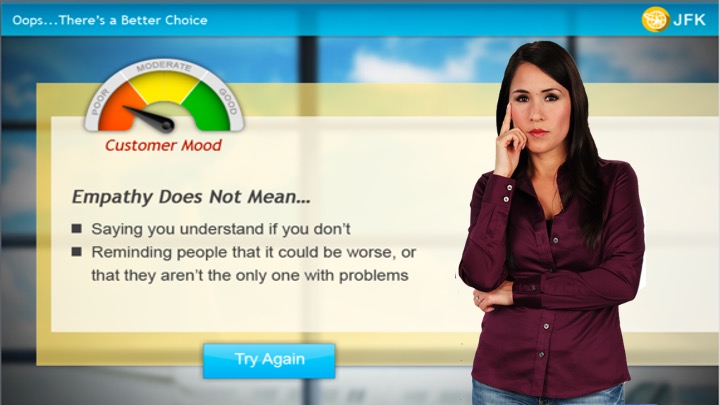 Oops...There's a Better Choice
JFK
POOR MODERATE GOOD
Customer Mood
Empathy Does Not Mean...
Saying you understand if you don't
Reminding people that it could be worse, or
that they aren't the only one with problems
Try Again